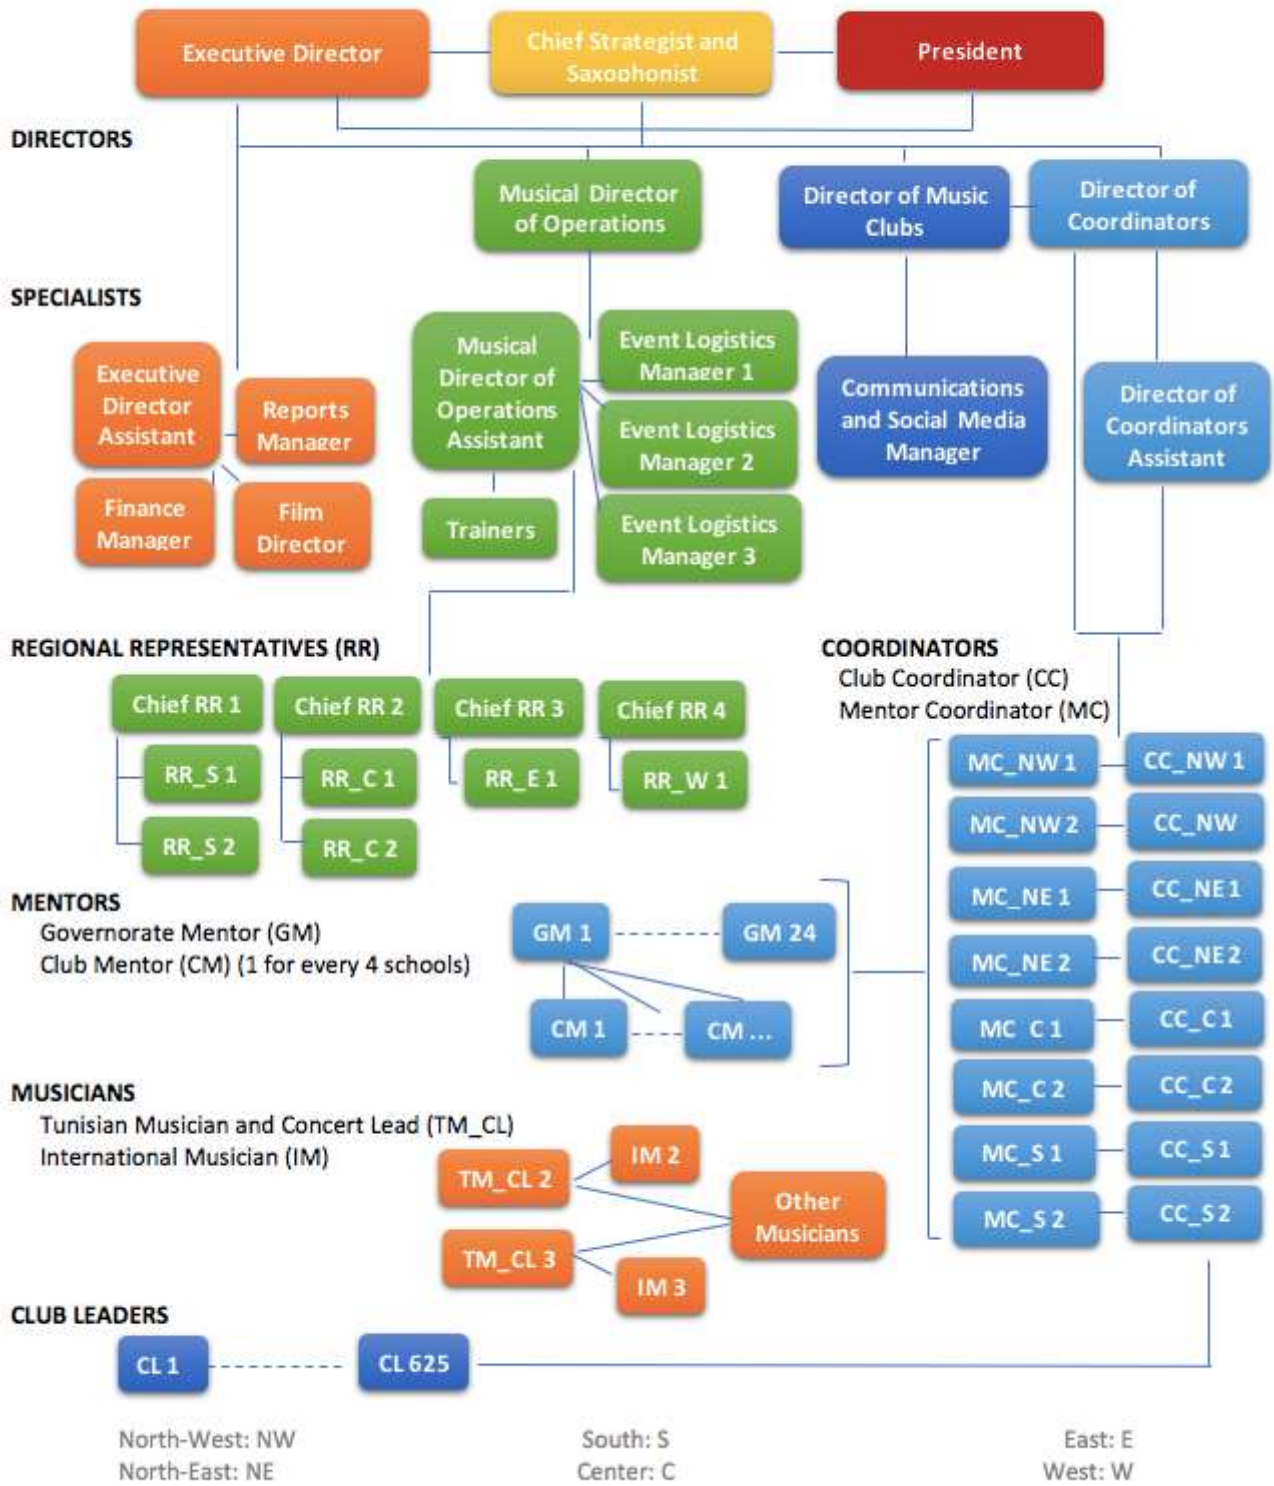 Executive Director
Chief Strategist and
Saxophonist
President
DIRECTORS
Musical Director
of Operations
Director of Music
Clubs
Director of
Coordinators
SPECIALISTS
Executive
Director
Assistant
Reports
Manager
Finance
Manager
Film
Director
Musical
Director of
Operations
Assistant
Trainers
Event Logistics
Manager 1
Event Logistics
Manager 2
Event Logistics
Manager 3
Communications
and Social Media
Manager
Director of
Coordinators
Assistant
REGIONAL REPRESENTATIVES (RR)
Chief RR 1
Chief RR 2
Chief RR 3
Chief RR 4
RR_S 1
RR_C 1
RR_E 1
RR_W 1
RR_S 2
RR_C 2
COORDINATORS
Club Coordinator (CC)
Mentor Coordinator (MC)
MC_NW 1
CC_NW 1
MC_NW 2
CC_NW
MC_NE 1
CC_NE 1
MC_NE 2
CC_NE 2
MC C 1
CC_C 1
MC_C 2
CC_C 2
MC_S 1
CC_S 1
MC_S 2
CC_S 2
MENTORS
Governorate Mentor (GM)
Club Mentor (CM) (1 for every 4 schools)
GM 1
GM 24
CM 1
CM ...
MUSICIANS
Tunisian Musician and Concert Lead (TM_CL)
International Musician (IM)
TM_CL 2
IM 2
Other
Musicians
TM_CL 3
IM 3
CLUB LEADERS
CL 1
CL 625
North-West: NW
South: S
East: E
North-East: NE
Center: C
West: W